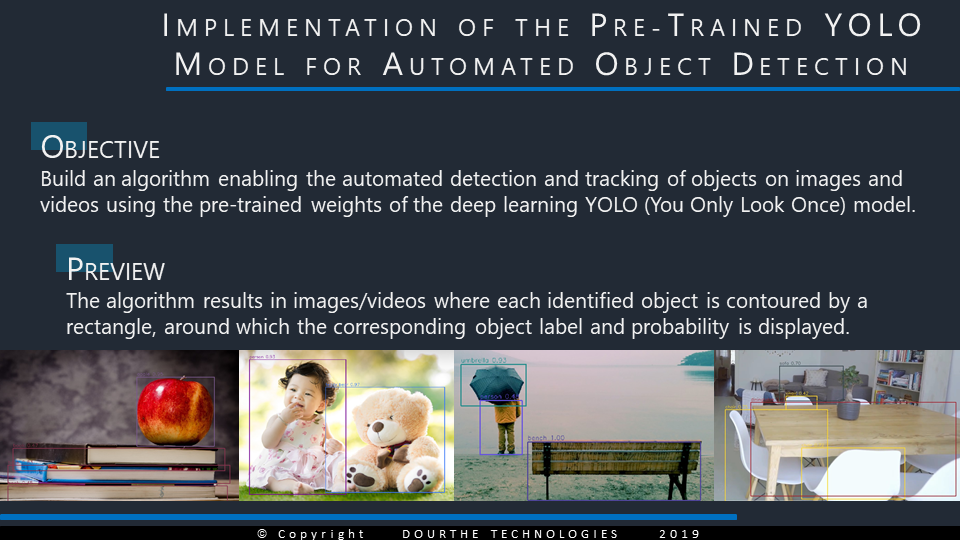 IMPLEMENTATION OF THE PRE-TRAINED YOLO
MODEL FOR AUTOMATED OBJECT DETECTION
OBJECTIVE
Build an algorithm enabling the automated detection and tracking of objects on images and
videos using the pre-trained weights of the deep learning YOLO (You Only Look Once) model.
PREVIEW
The algorithm results in images/videos where each identified object is contoured by a
rectangle, around which the corresponding object label and probability is displayed.
umbrella 0.93
bench 1.00
© Copyright DOURTHE TECHNOLOGIES 2019